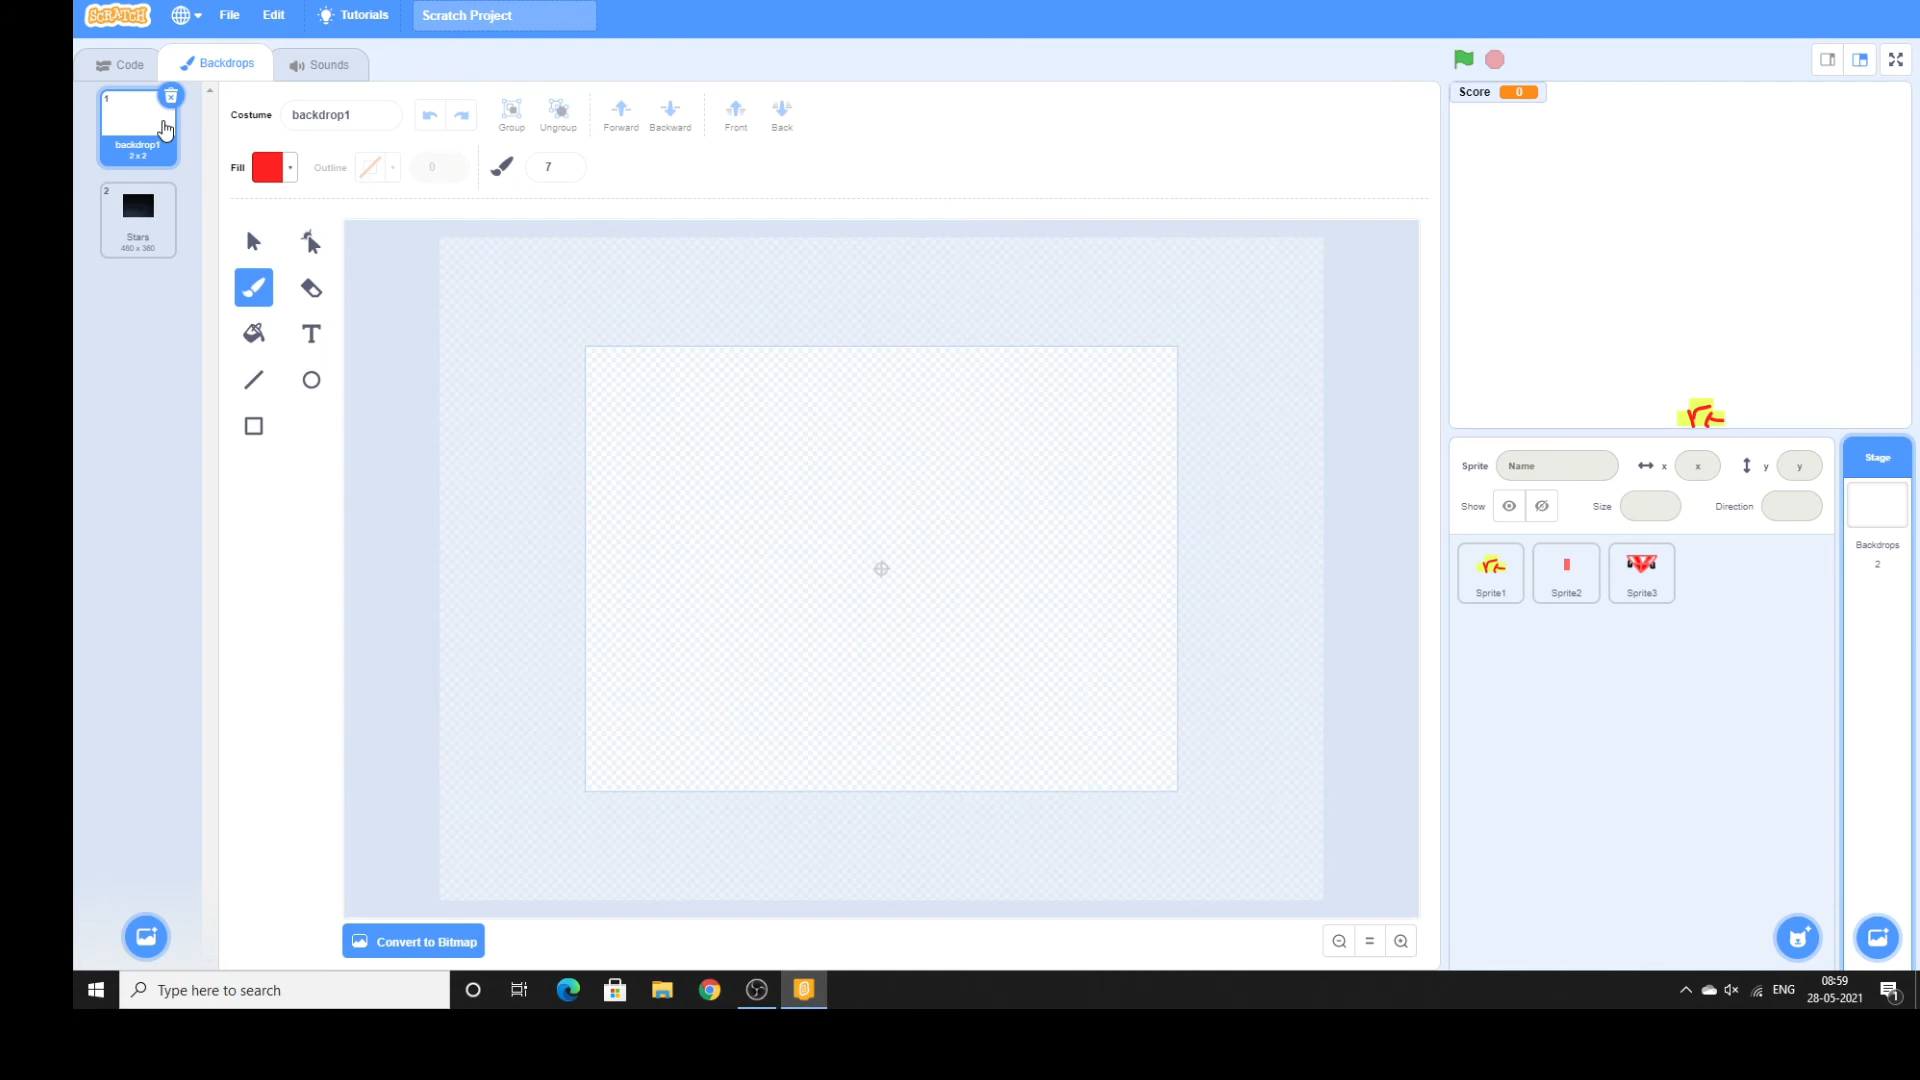 SCRATCH File Edit Tutorials Scratch Project
Code Backdrops Sounds
Score 0
1
backdrop1
2 x 2
2
Stars
480 x 360
Costume backdrop1 Group Ungroup Forward Backward Front Back
Fill Outline 0 7
T
Convert to Bitmap
Sprite Name x x y y
Show Size Direction
Sprite1 Sprite2 Sprite3
Stage
Backdrops
2
Type here to search
ENG 08:59
28-05-2021
1